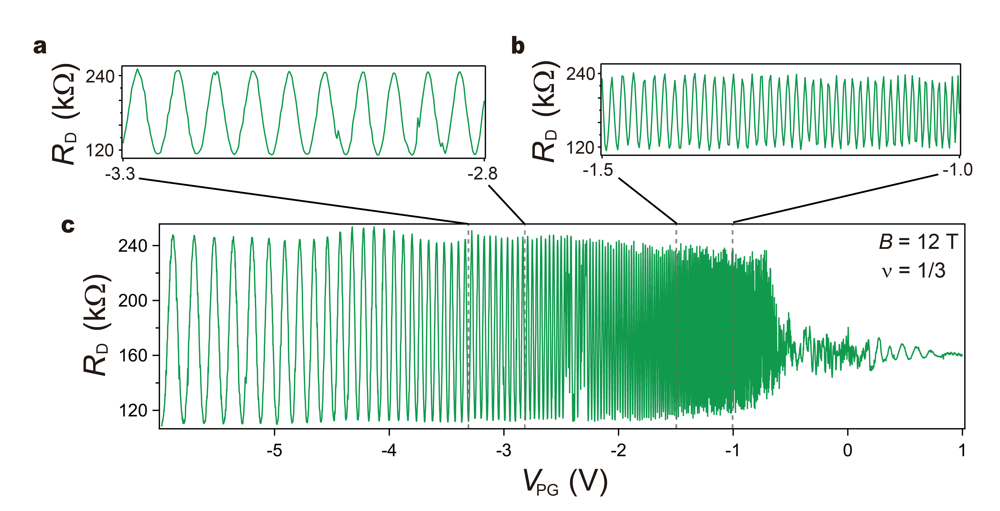 a
R_D (kΩ)
240
120
-3.3
-2.8
b
R_D (kΩ)
240
120
-1.5
-1.0
c
R_D (kΩ)
240
200
160
120
B = 12 T
ν = 1/3
-5
-4
-3
-2
-1
0
1
V_PG (V)